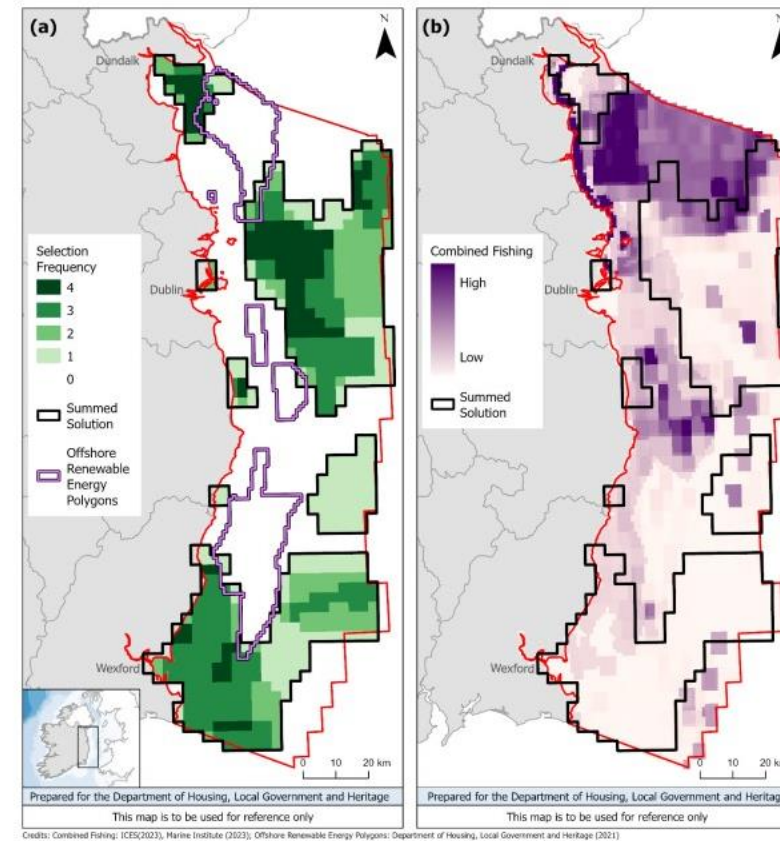 (a)
N
Dundalk
Selection
Frequency
4
3
2
1
0
Summed
Solution
Offshore
Renewable
Energy
Polygons
Dublin
Wexford
0 10 20 km
Prepared for the Department of Housing, Local Government and Heritage
This map is to be used for reference only
(b)
N
Dundalk
Combined Fishing
High
Low
Summed
Solution
Dublin
Wexford
0 10 20 km
Prepared for the Department of Housing, Local Government and Heritag
This map is to be used for reference only
Credits: Combined Fishing: ICES(2023), Marine Institute (2023); Offshore Renewable Energy Polygons: Department of Housing, Local Government and Heritage (2021)